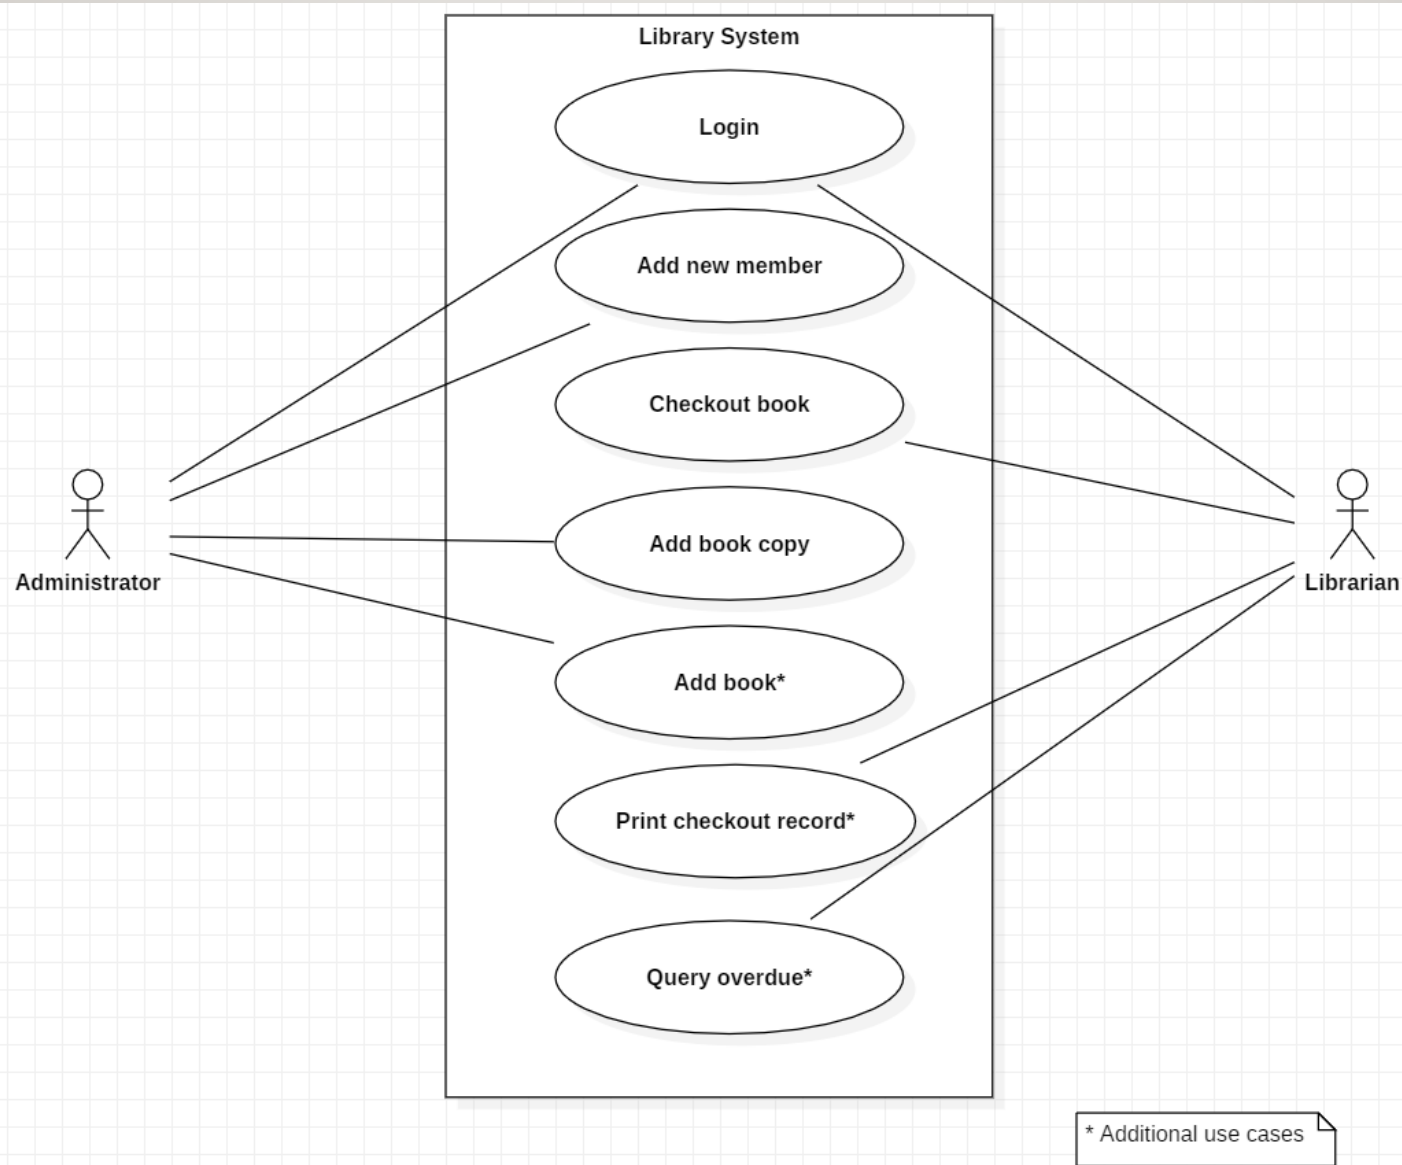 Library System
Login
Add new member
Checkout book
Add book copy
Administrator
Librarian
Add book*
Print checkout record*
Query overdue*
* Additional use cases